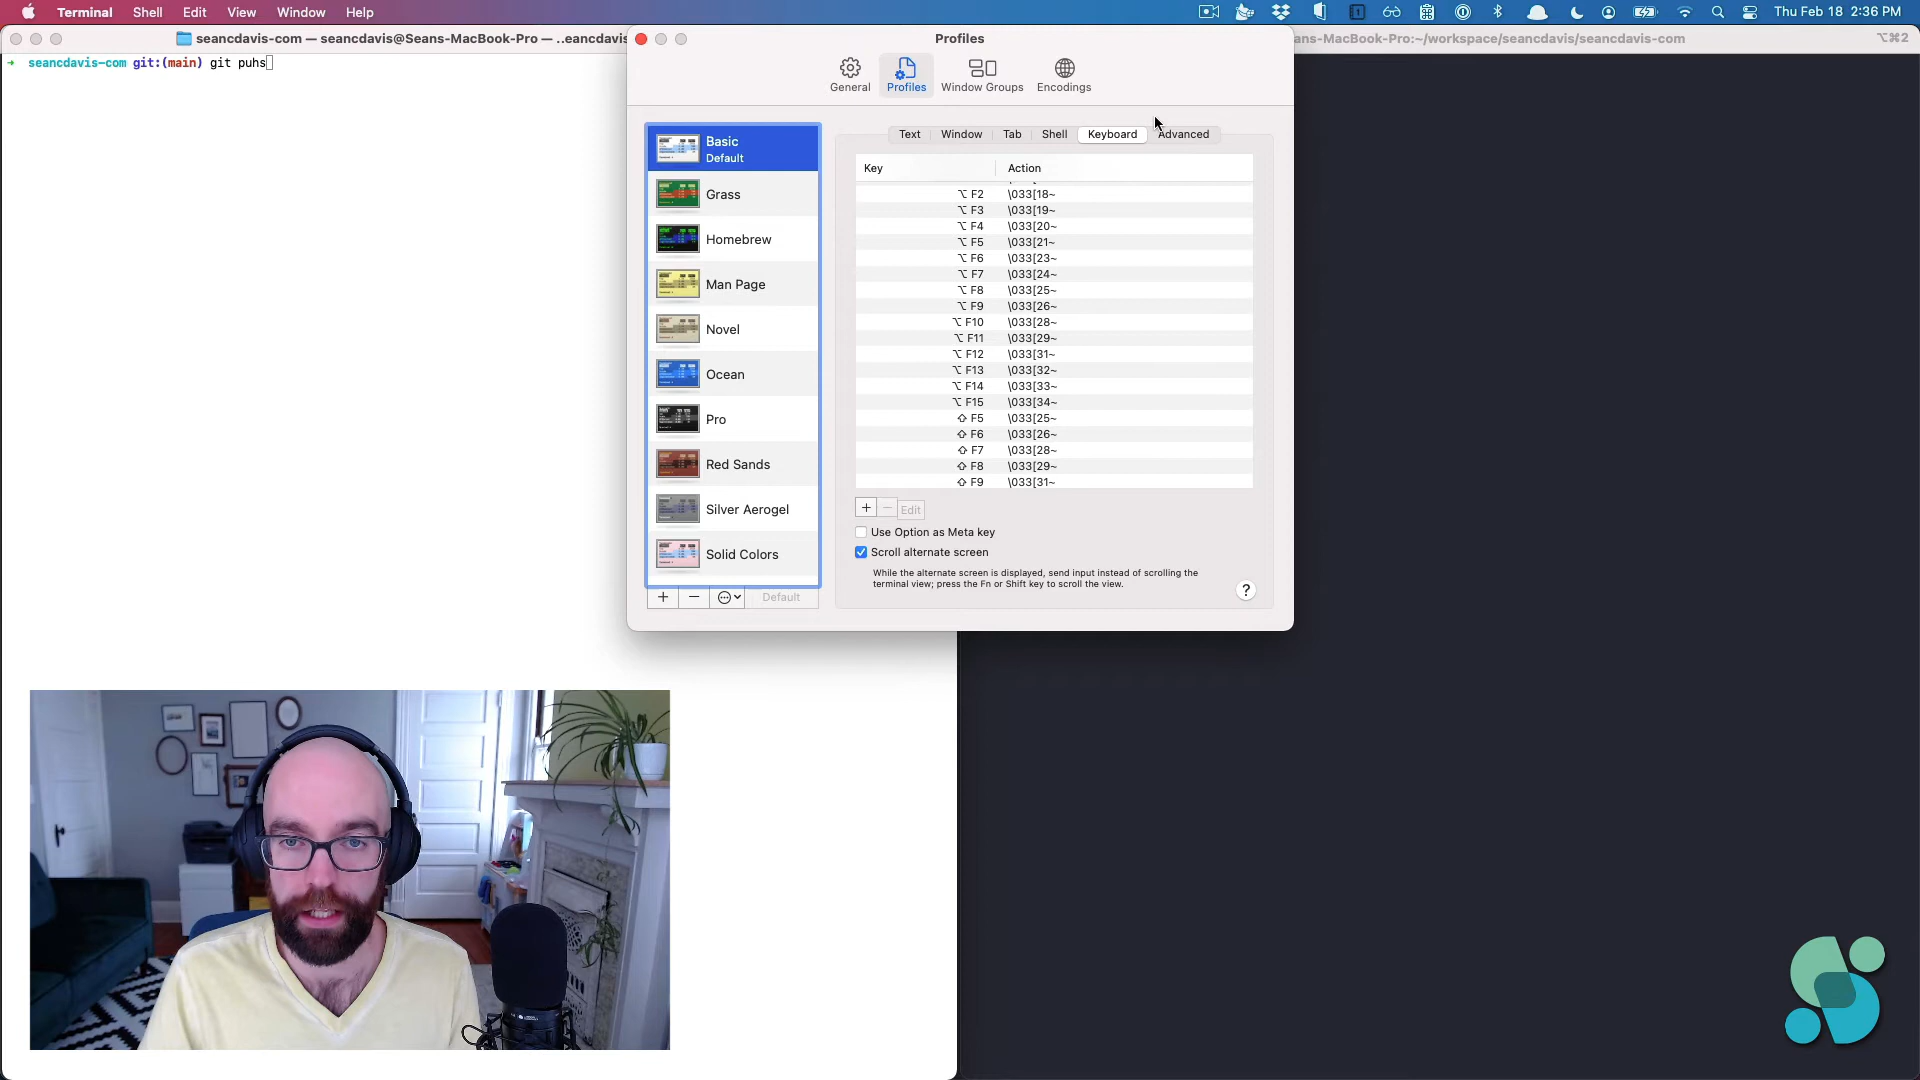 Terminal Shell Edit View Window Help
Thu Feb 18 2:36 PM
seancdavis-com — seancdavis@Seans-MacBook-Pro — ..eancdavis
Profiles
ans-MacBook-Pro:~/workspace/seancdavis/seancdavis-com
⌥⌘2
→ seancdavis-com git:(main) git puhs
General Profiles Window Groups Encodings
Text Window Tab Shell Keyboard Advanced
Basic
Default
Grass
Homebrew
Man Page
Novel
Ocean
Pro
Red Sands
Silver Aerogel
Solid Colors
+ − Default
Key Action
⌥ F2 \033[18~
⌥ F3 \033[19~
⌥ F4 \033[20~
⌥ F5 \033[21~
⌥ F6 \033[23~
⌥ F7 \033[24~
⌥ F8 \033[25~
⌥ F9 \033[26~
⌥ F10 \033[28~
⌥ F11 \033[29~
⌥ F12 \033[31~
⌥ F13 \033[32~
⌥ F14 \033[33~
⌥ F15 \033[34~
⇧ F5 \033[25~
⇧ F6 \033[26~
⇧ F7 \033[28~
⇧ F8 \033[29~
⇧ F9 \033[31~
+ − Edit
Use Option as Meta key
Scroll alternate screen
While the alternate screen is displayed, send input instead of scrolling the
terminal view; press the Fn or Shift key to scroll the view.
?